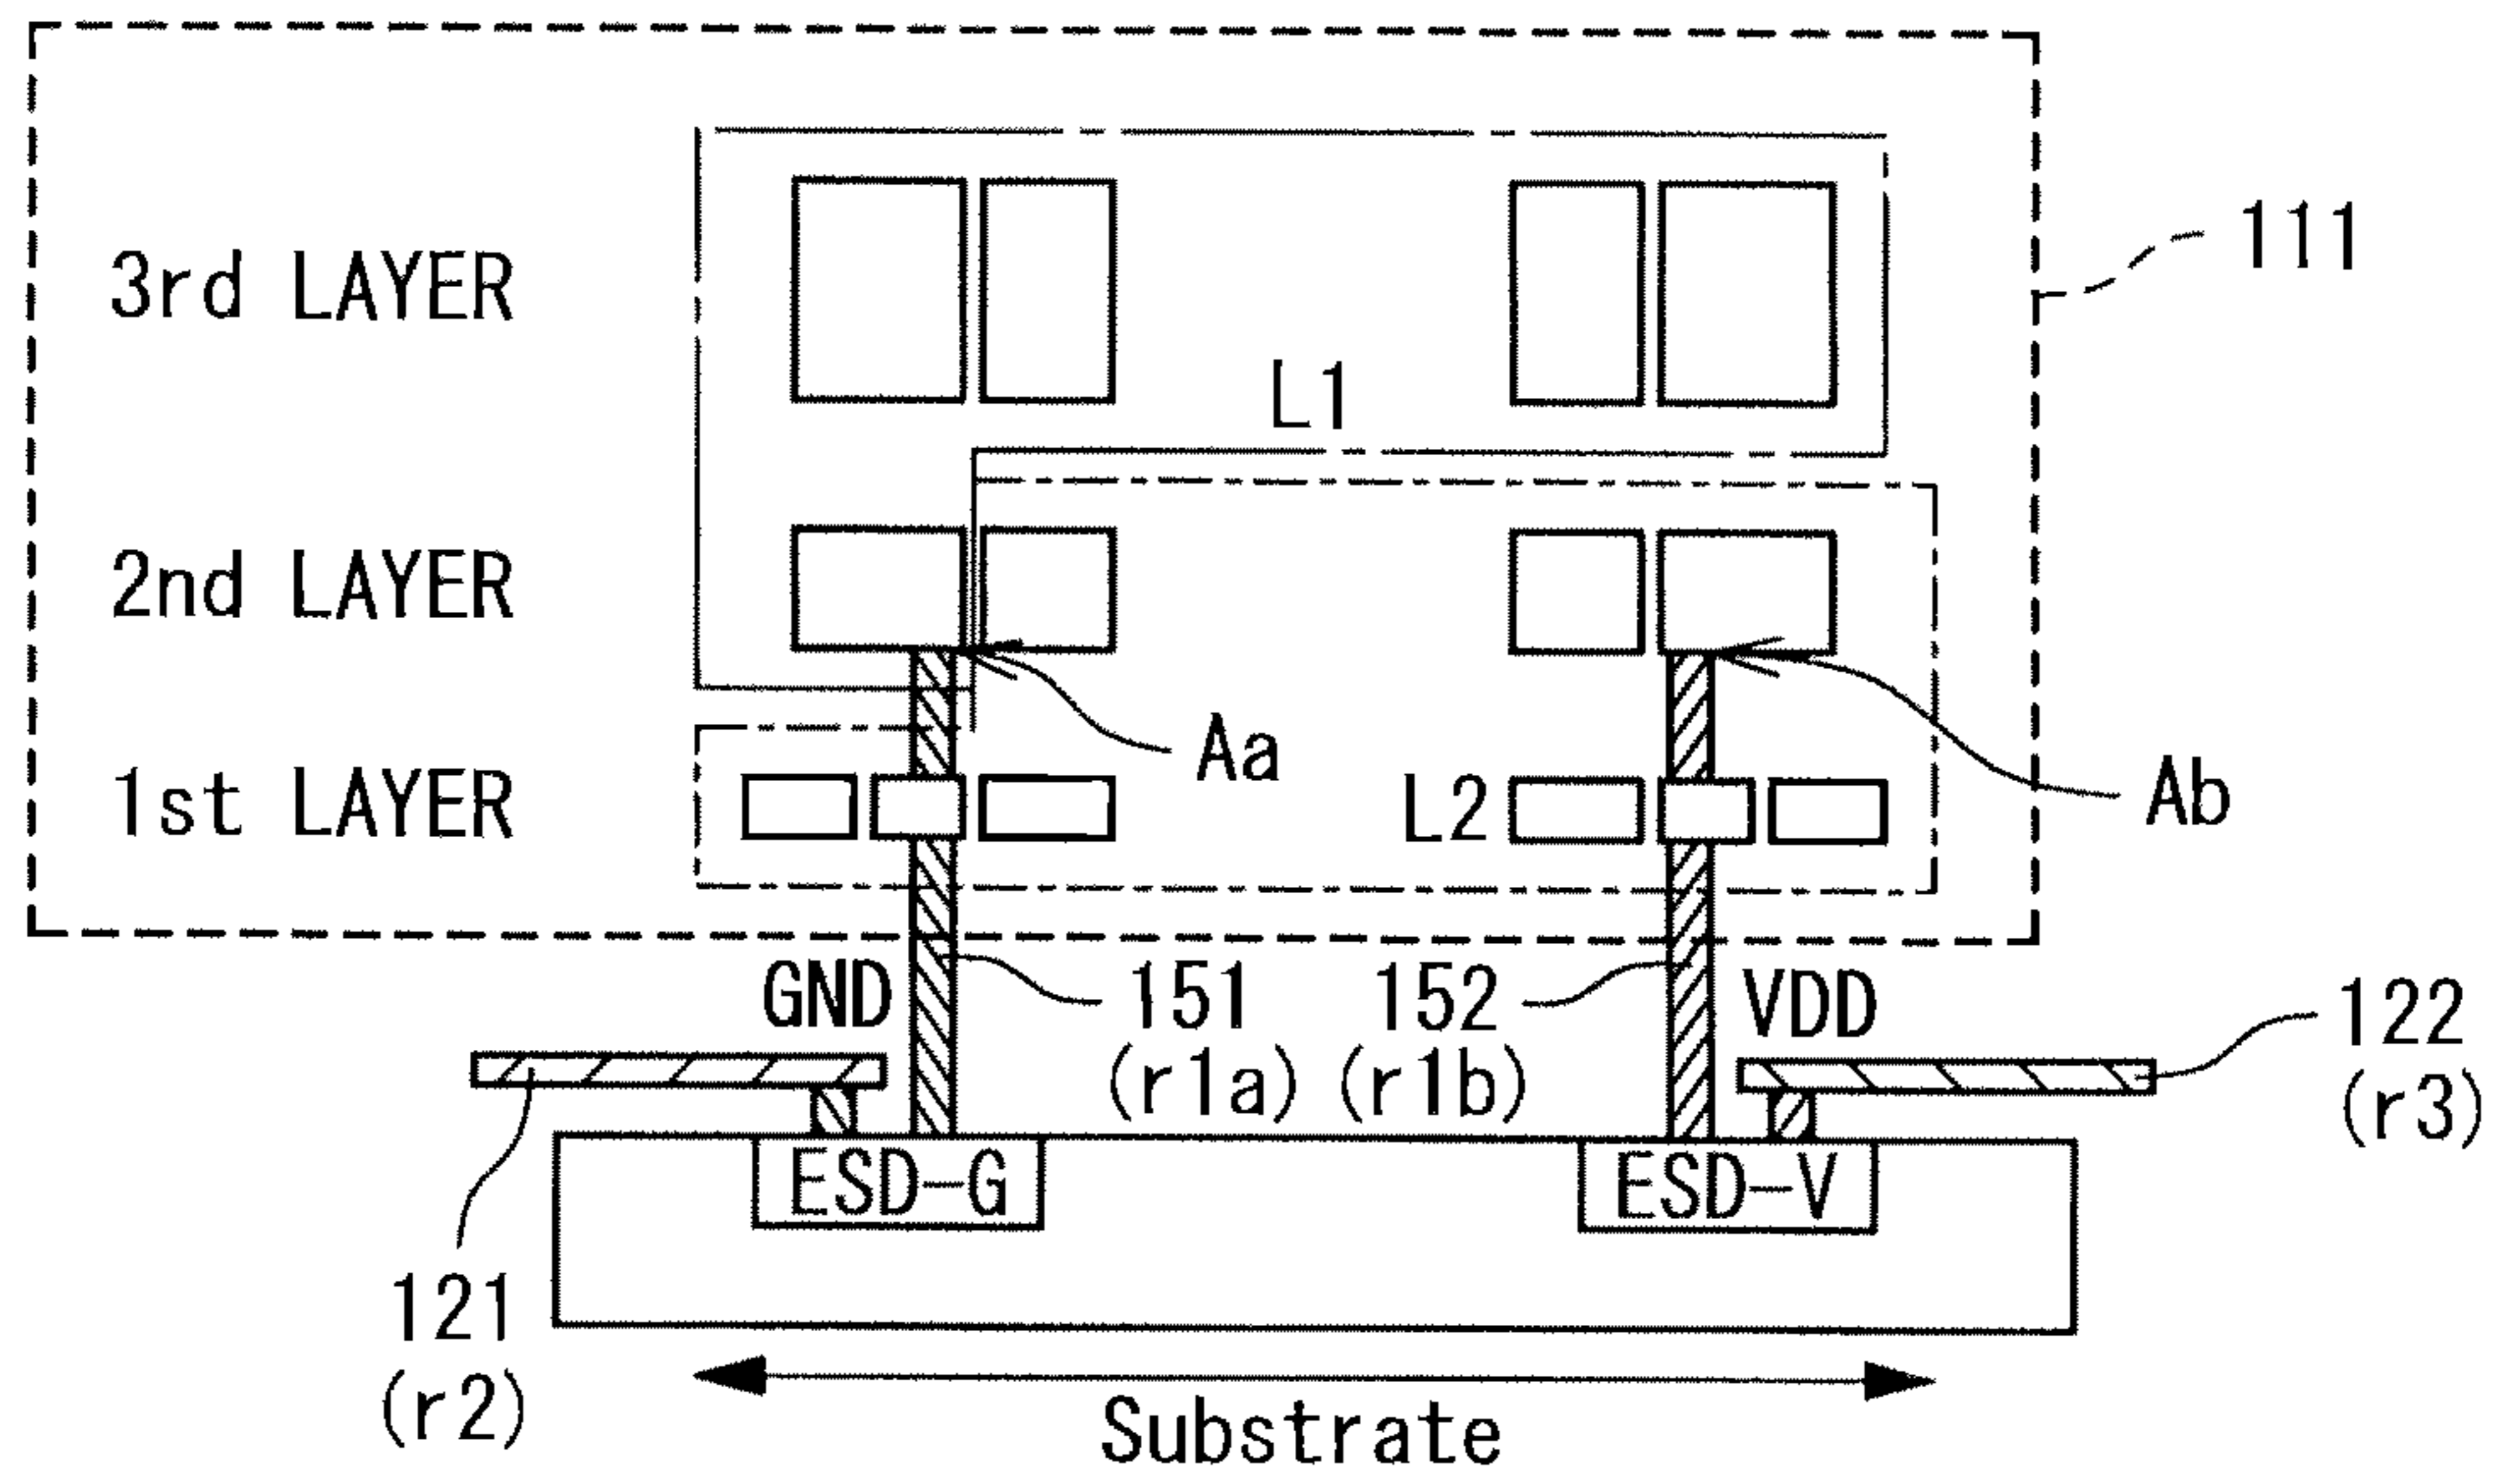 111
3rd LAYER
L1
2nd LAYER
Aa
Ab
1st LAYER
L2
GND
151
(r1a)
152
(r1b)
VDD
122
(r3)
ESD-G
ESD-V
121
(r2)
Substrate